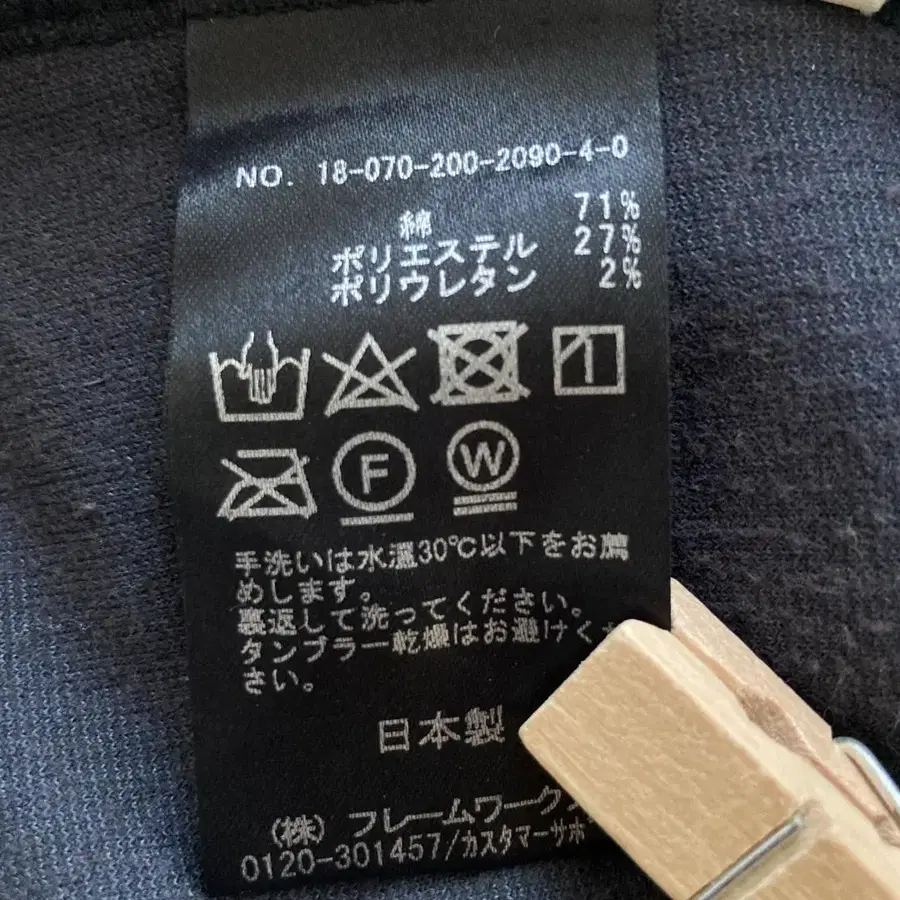 NO. 18-070-200-2090-4-0
綿 71%
ポリエステル 27%
ポリウレタン 2%
F W
手洗いは水温30℃以下をお薦
めします。
裏返して洗ってください。
タンブラー乾燥はお避けくだ
さい。
日本製
(株) フレームワークス
0120-301457/カスタマーサポ